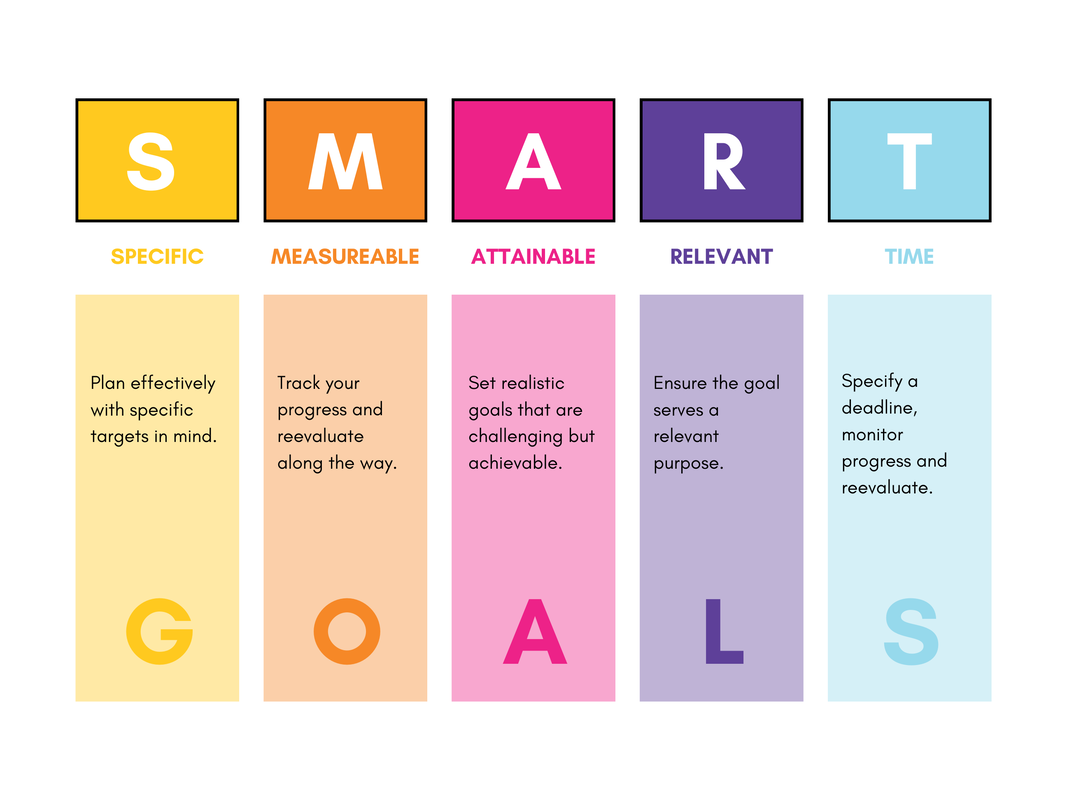 S M A R T
SPECIFIC MEASUREABLE ATTAINABLE RELEVANT TIME
Plan effectively
with specific
targets in mind.
Track your
progress and
reevaluate
along the way.
Set realistic
goals that are
challenging but
achievable.
Ensure the goal
serves a
relevant
purpose.
Specify a
deadline,
monitor
progress and
reevaluate.
G O A L S